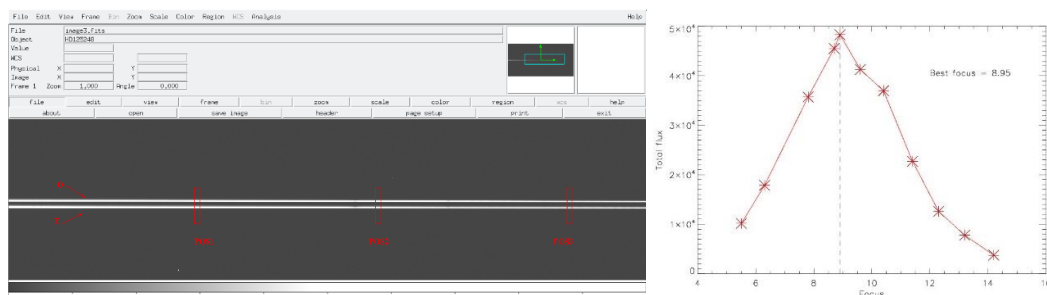 File Edit View Frame Bin Zoom Scale Color Region WCS Analysis Help
File image3.fits
Object HD125248
Value
WCS
Physical X Y
Image X Y
Frame 1 Zoom 1,000 Angle 0,000
file edit view frame bin zoom scale color region wcs help
about open save image header page setup print exit
Total flux
5×10⁴
4×10⁴
3×10⁴
2×10⁴
1×10⁴
0
Best focus = 8.95
4 6 8 10 12 14 16
Focus